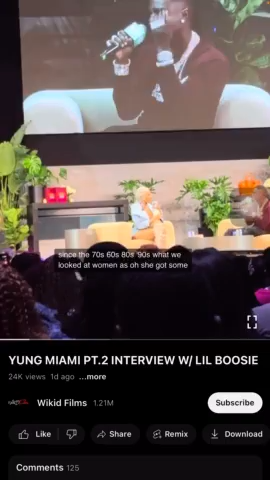 since the 70s 60s 80s '90s what we
looked at women as oh she got some
YUNG MIAMI PT.2 INTERVIEW W/ LIL BOOSIE
24K views 1d ago ...more
Wikid Films 1.21M
Subscribe
Like
Share
Remix
Download
Comments 125